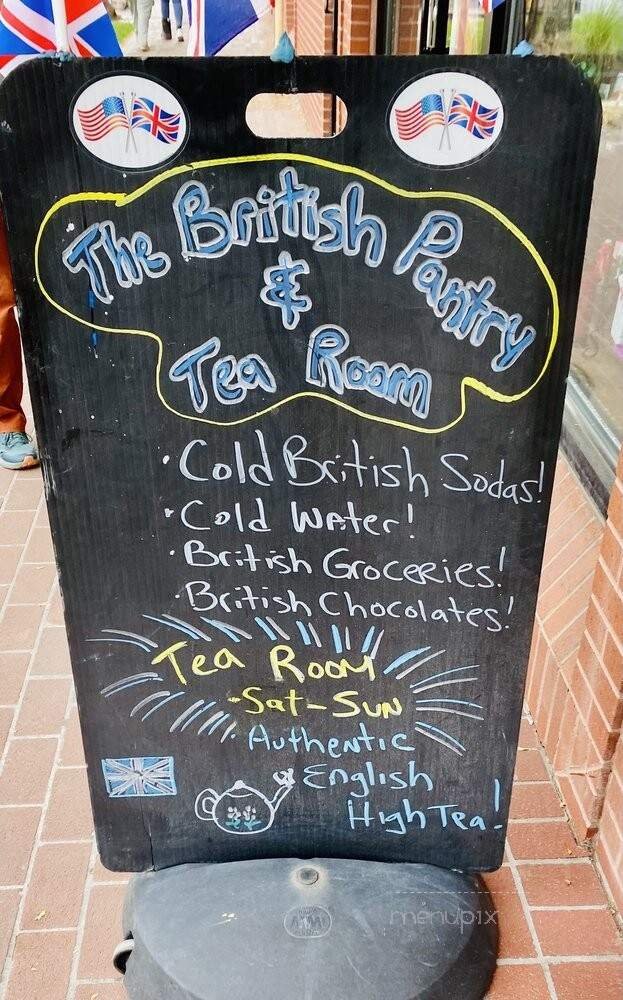 The British Pantry
&
Tea Room
• Cold British Sodas!
• Cold Water!
• British Groceries!
• British Chocolates!
Tea Room
- Sat - Sun
Authentic
English
High Tea!
menupix